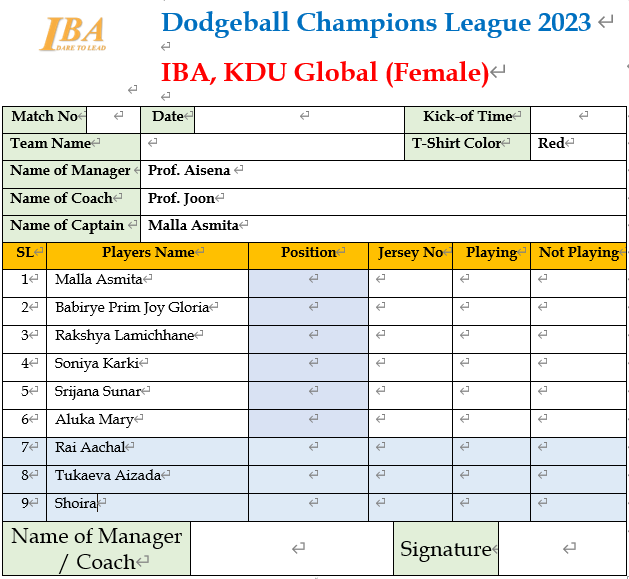 IBA
DARE TO LEAD
Dodgeball Champions League 2023
IBA, KDU Global (Female)
Match No Date Kick-of Time
Team Name T-Shirt Color Red
Name of Manager Prof. Aisena
Name of Coach Prof. Joon
Name of Captain Malla Asmita
SL Players Name Position Jersey No Playing Not Playing
1 Malla Asmita
2 Babirye Prim Joy Gloria
3 Rakshya Lamichhane
4 Soniya Karki
5 Srijana Sunar
6 Aluka Mary
7 Rai Aachal
8 Tukaeva Aizada
9 Shoira
Name of Manager
/ Coach Signature